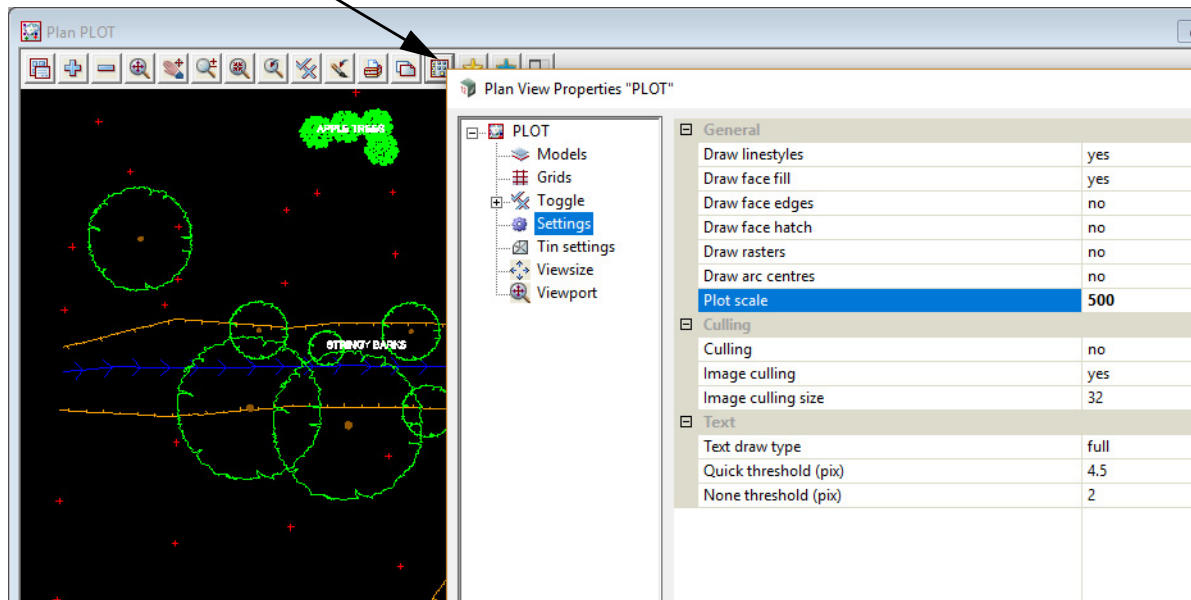 Plan PLOT
Plan View Properties "PLOT"
PLOT
Models
Grids
Toggle
Settings
Tin settings
Viewsize
Viewport
General
Draw linestyles yes
Draw face fill yes
Draw face edges no
Draw face hatch no
Draw rasters no
Draw arc centres no
Plot scale 500
Culling
Culling no
Image culling yes
Image culling size 32
Text
Text draw type full
Quick threshold (pix) 4.5
None threshold (pix) 2
APPLE TREES
STRINGY BARKS